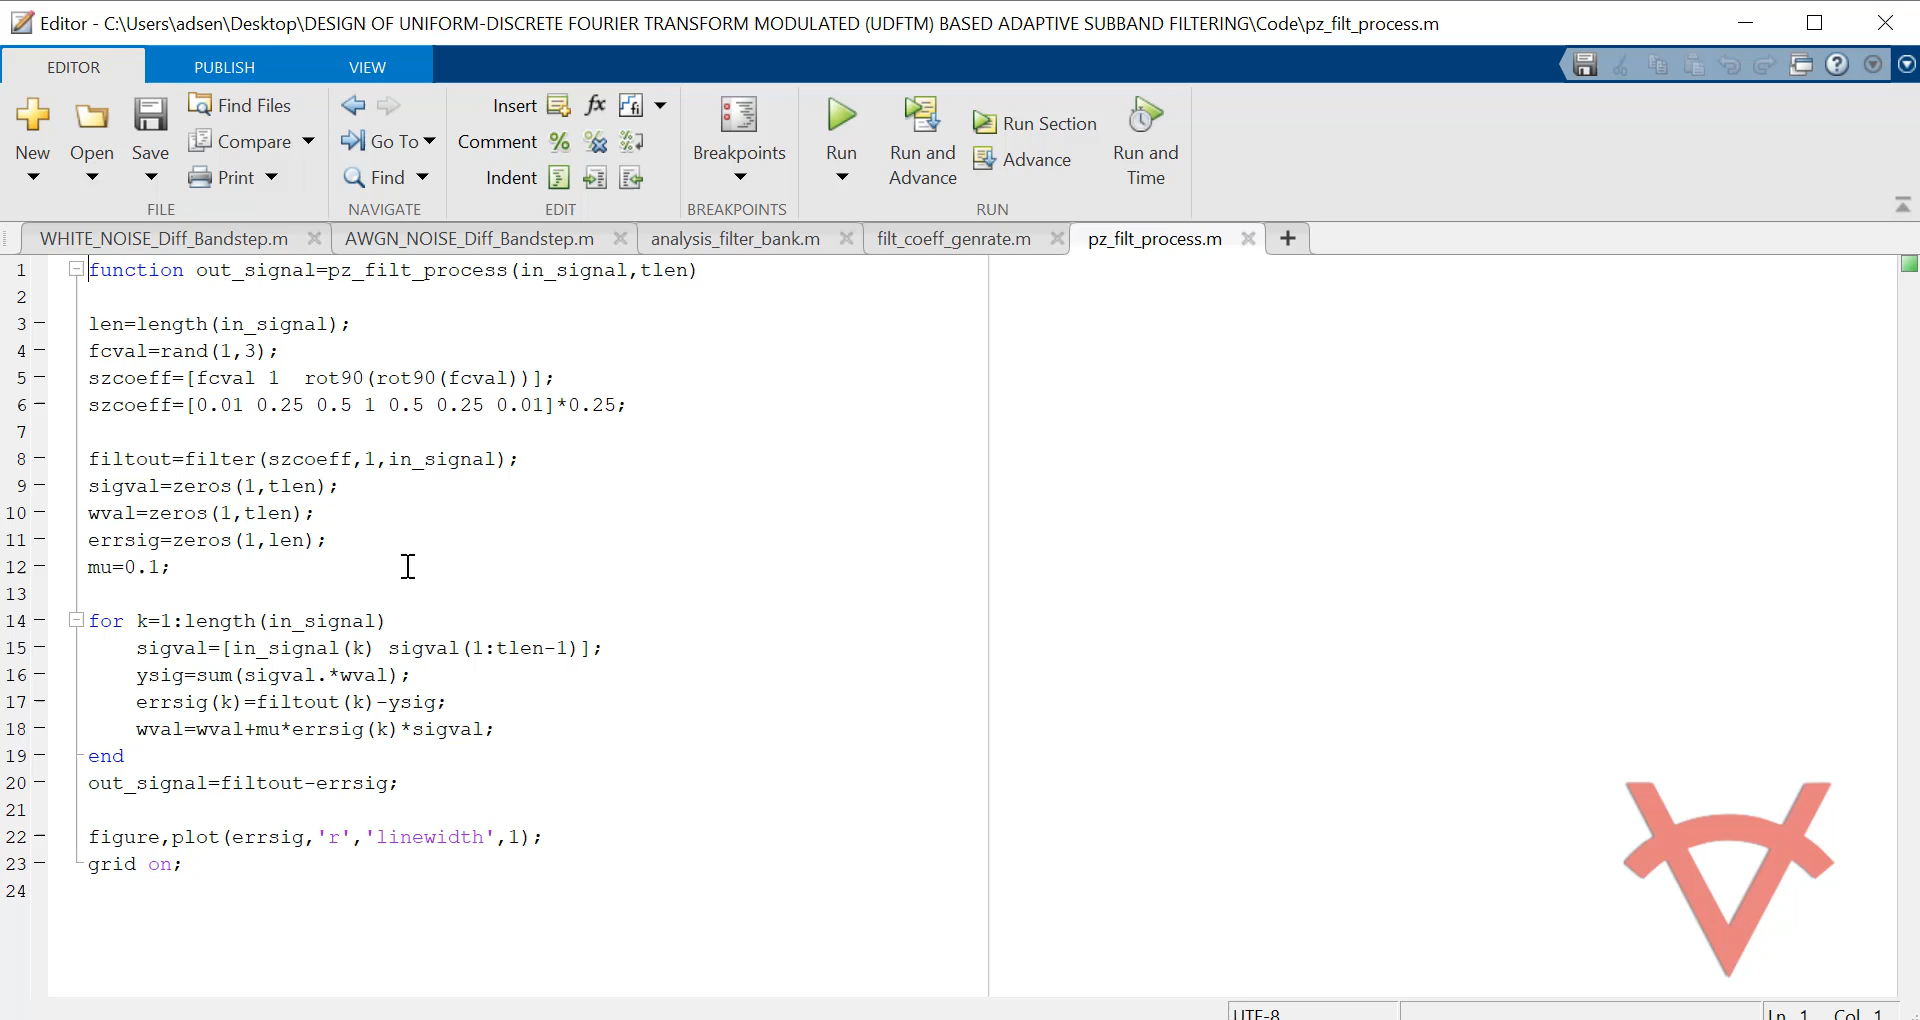 Editor - C:\Users\adsen\Desktop\DESIGN OF UNIFORM-DISCRETE FOURIER TRANSFORM MODULATED (UDFTM) BASED ADAPTIVE SUBBAND FILTERING\Code\pz_filt_process.m
EDITOR PUBLISH VIEW
New Open Save Find Files Compare Print
Go To Find
Insert fx
Comment
Indent
Breakpoints
Run Run and Advance Run Section Advance Run and Time
FILE NAVIGATE EDIT BREAKPOINTS RUN
WHITE_NOISE_Diff_Bandstep.m AWGN_NOISE_Diff_Bandstep.m analysis_filter_bank.m filt_coeff_genrate.m pz_filt_process.m
1 function out_signal=pz_filt_process(in_signal,tlen)
2
3 len=length(in_signal);
4 fcval=rand(1,3);
5 szcoeff=[fcval 1  rot90(rot90(fcval))];
6 szcoeff=[0.01 0.25 0.5 1 0.5 0.25 0.01]*0.25;
7
8 filtout=filter(szcoeff,1,in_signal);
9 sigval=zeros(1,tlen);
10 wval=zeros(1,tlen);
11 errsig=zeros(1,len);
12 mu=0.1;
13
14 for k=1:length(in_signal)
15 sigval=[in_signal(k) sigval(1:tlen-1)];
16 ysig=sum(sigval.*wval);
17 errsig(k)=filtout(k)-ysig;
18 wval=wval+mu*errsig(k)*sigval;
19 end
20 out_signal=filtout-errsig;
21
22 figure,plot(errsig,'r','linewidth',1);
23 grid on;
24
UTF-8 Ln 1 Col 1